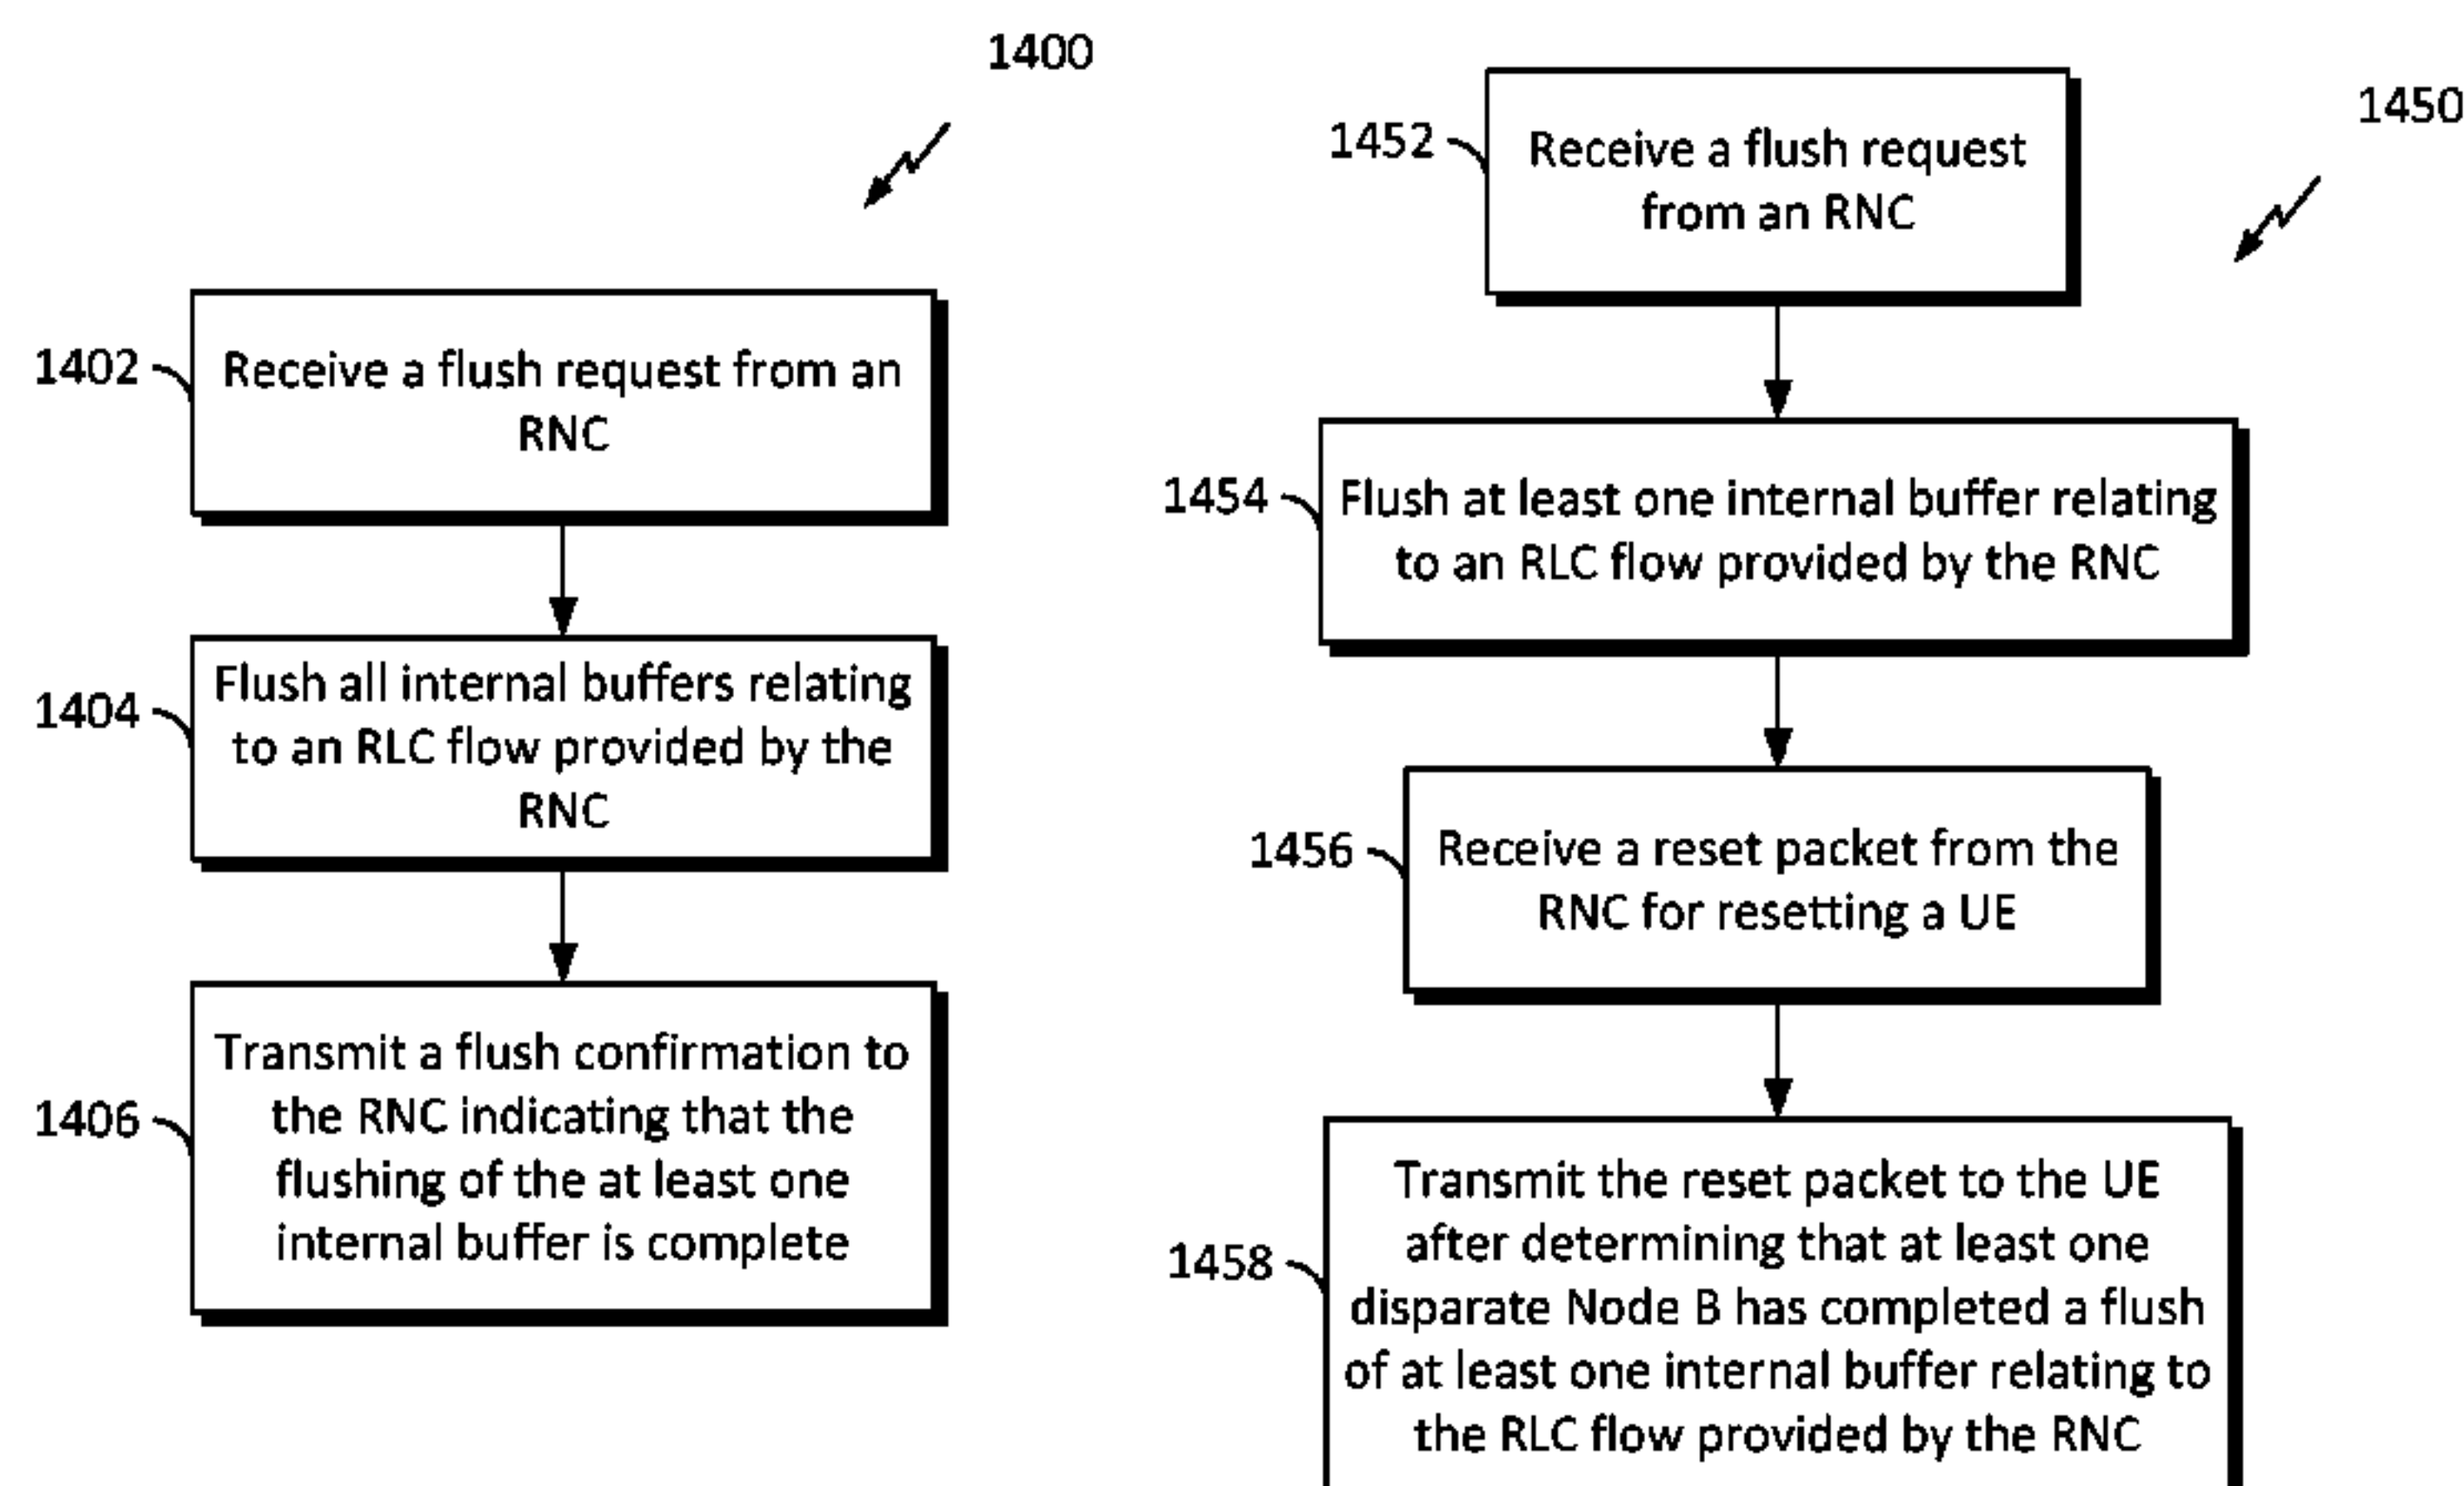 1400
1402
Receive a flush request from an
RNC
1404
Flush all internal buffers relating
to an RLC flow provided by the
RNC
1406
Transmit a flush confirmation to
the RNC indicating that the
flushing of the at least one
internal buffer is complete
1450
1452
Receive a flush request
from an RNC
1454
Flush at least one internal buffer relating
to an RLC flow provided by the RNC
1456
Receive a reset packet from the
RNC for resetting a UE
1458
Transmit the reset packet to the UE
after determining that at least one
disparate Node B has completed a flush
of at least one internal buffer relating to
the RLC flow provided by the RNC